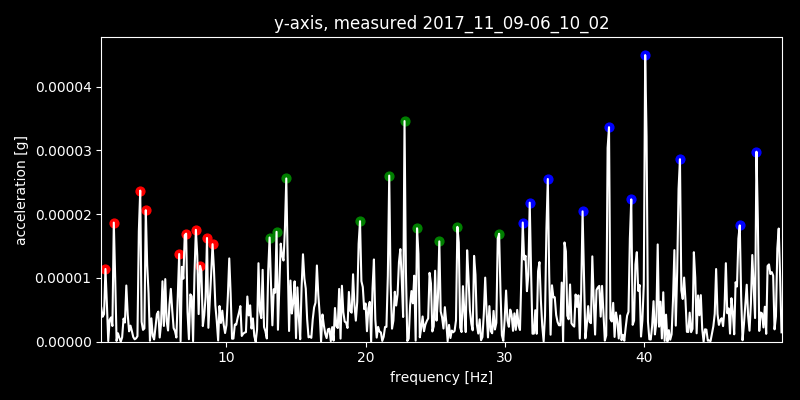 y-axis, measured 2017_11_09-06_10_02
0.00004
0.00003
0.00002
0.00001
0.00000
acceleration [g]
10 20 30 40
frequency [Hz]